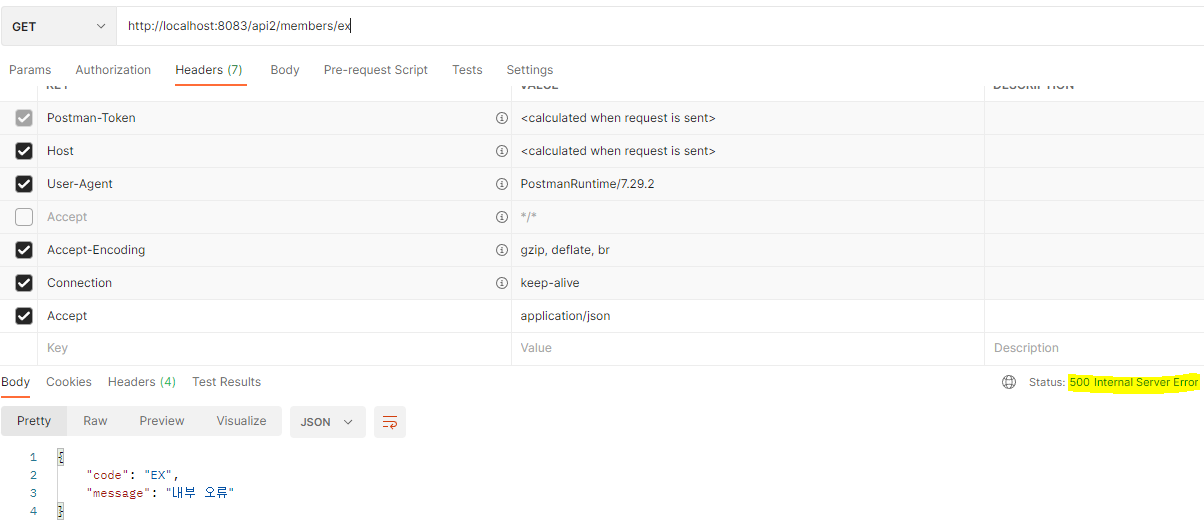 GET http://localhost:8083/api2/members/ex
Params Authorization Headers (7) Body Pre-request Script Tests Settings
KEY VALUE DESCRIPTION
Postman-Token <calculated when request is sent>
Host <calculated when request is sent>
User-Agent PostmanRuntime/7.29.2
Accept */*
Accept-Encoding gzip, deflate, br
Connection keep-alive
Accept application/json
Key Value Description
Body Cookies Headers (4) Test Results Status: 500 Internal Server Error
Pretty Raw Preview Visualize JSON
1 {
2 "code": "EX",
3 "message": "내부 오류"
4 }